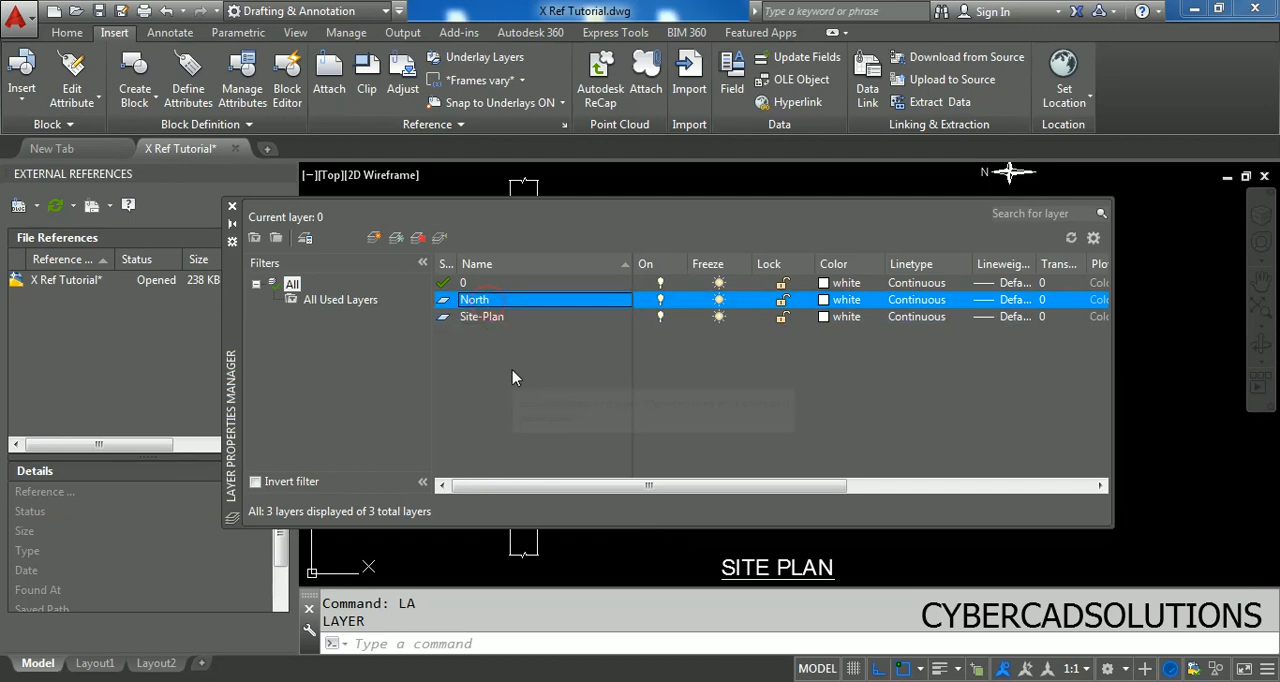 Drafting & Annotation
X Ref Tutorial.dwg
Type a keyword or phrase
Sign In
Home
Insert
Annotate
Parametric
View
Manage
Output
Add-ins
Autodesk 360
Express Tools
BIM 360
Featured Apps
Insert
Edit
Attribute
Create
Block
Define
Attributes
Manage
Attributes
Block
Editor
Attach
Clip
Adjust
Underlay Layers
*Frames vary*
Snap to Underlays ON
Autodesk
ReCap
Attach
Import
Field
Update Fields
OLE Object
Hyperlink
Data
Link
Download from Source
Upload to Source
Extract Data
Set
Location
Block
Block Definition
Reference
Point Cloud
Import
Data
Linking & Extraction
Location
New Tab
X Ref Tutorial*
EXTERNAL REFERENCES
[−][Top][2D Wireframe]
N
File References
Reference ...
Status
Size
X Ref Tutorial*
Opened
238 KB
Details
Reference ...
Status
Size
Type
Date
Found At
Saved Path
LAYER PROPERTIES MANAGER
Current layer: 0
Search for layer
Filters
All
All Used Layers
Invert filter
S...
Name
On
Freeze
Lock
Color
Linetype
Lineweig...
Trans...
Plo
0
white
Continuous
Defa...
0
Colo
North
white
Continuous
Defa...
0
Colo
Site-Plan
white
Continuous
Defa...
0
Colo
All: 3 layers displayed of 3 total layers
X
SITE PLAN
Command: LA
LAYER
Type a command
CYBERCADSOLUTIONS
Model
Layout1
Layout2
MODEL
1:1